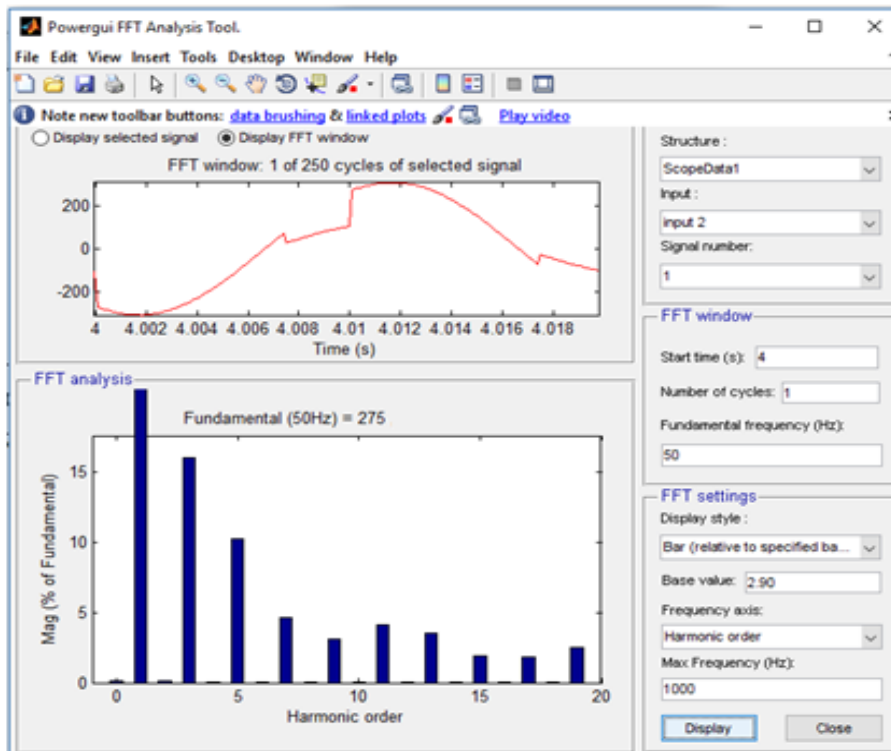 Powergui FFT Analysis Tool.
File Edit View Insert Tools Desktop Window Help
Note new toolbar buttons: data brushing & linked plots Play video
Display selected signal Display FFT window
FFT window: 1 of 250 cycles of selected signal
200
0
-200
4 4.002 4.004 4.006 4.008 4.01 4.012 4.014 4.016 4.018
Time (s)
FFT analysis
Fundamental (50Hz) = 275
Mag (% of Fundamental)
15
10
5
0
0 5 10 15 20
Harmonic order
Structure :
ScopeData1
Input :
input 2
Signal number:
1
FFT window
Start time (s): 4
Number of cycles: 1
Fundamental frequency (Hz):
50
FFT settings
Display style :
Bar (relative to specified ba...
Base value: 2.90
Frequency axis:
Harmonic order
Max Frequency (Hz):
1000
Display Close